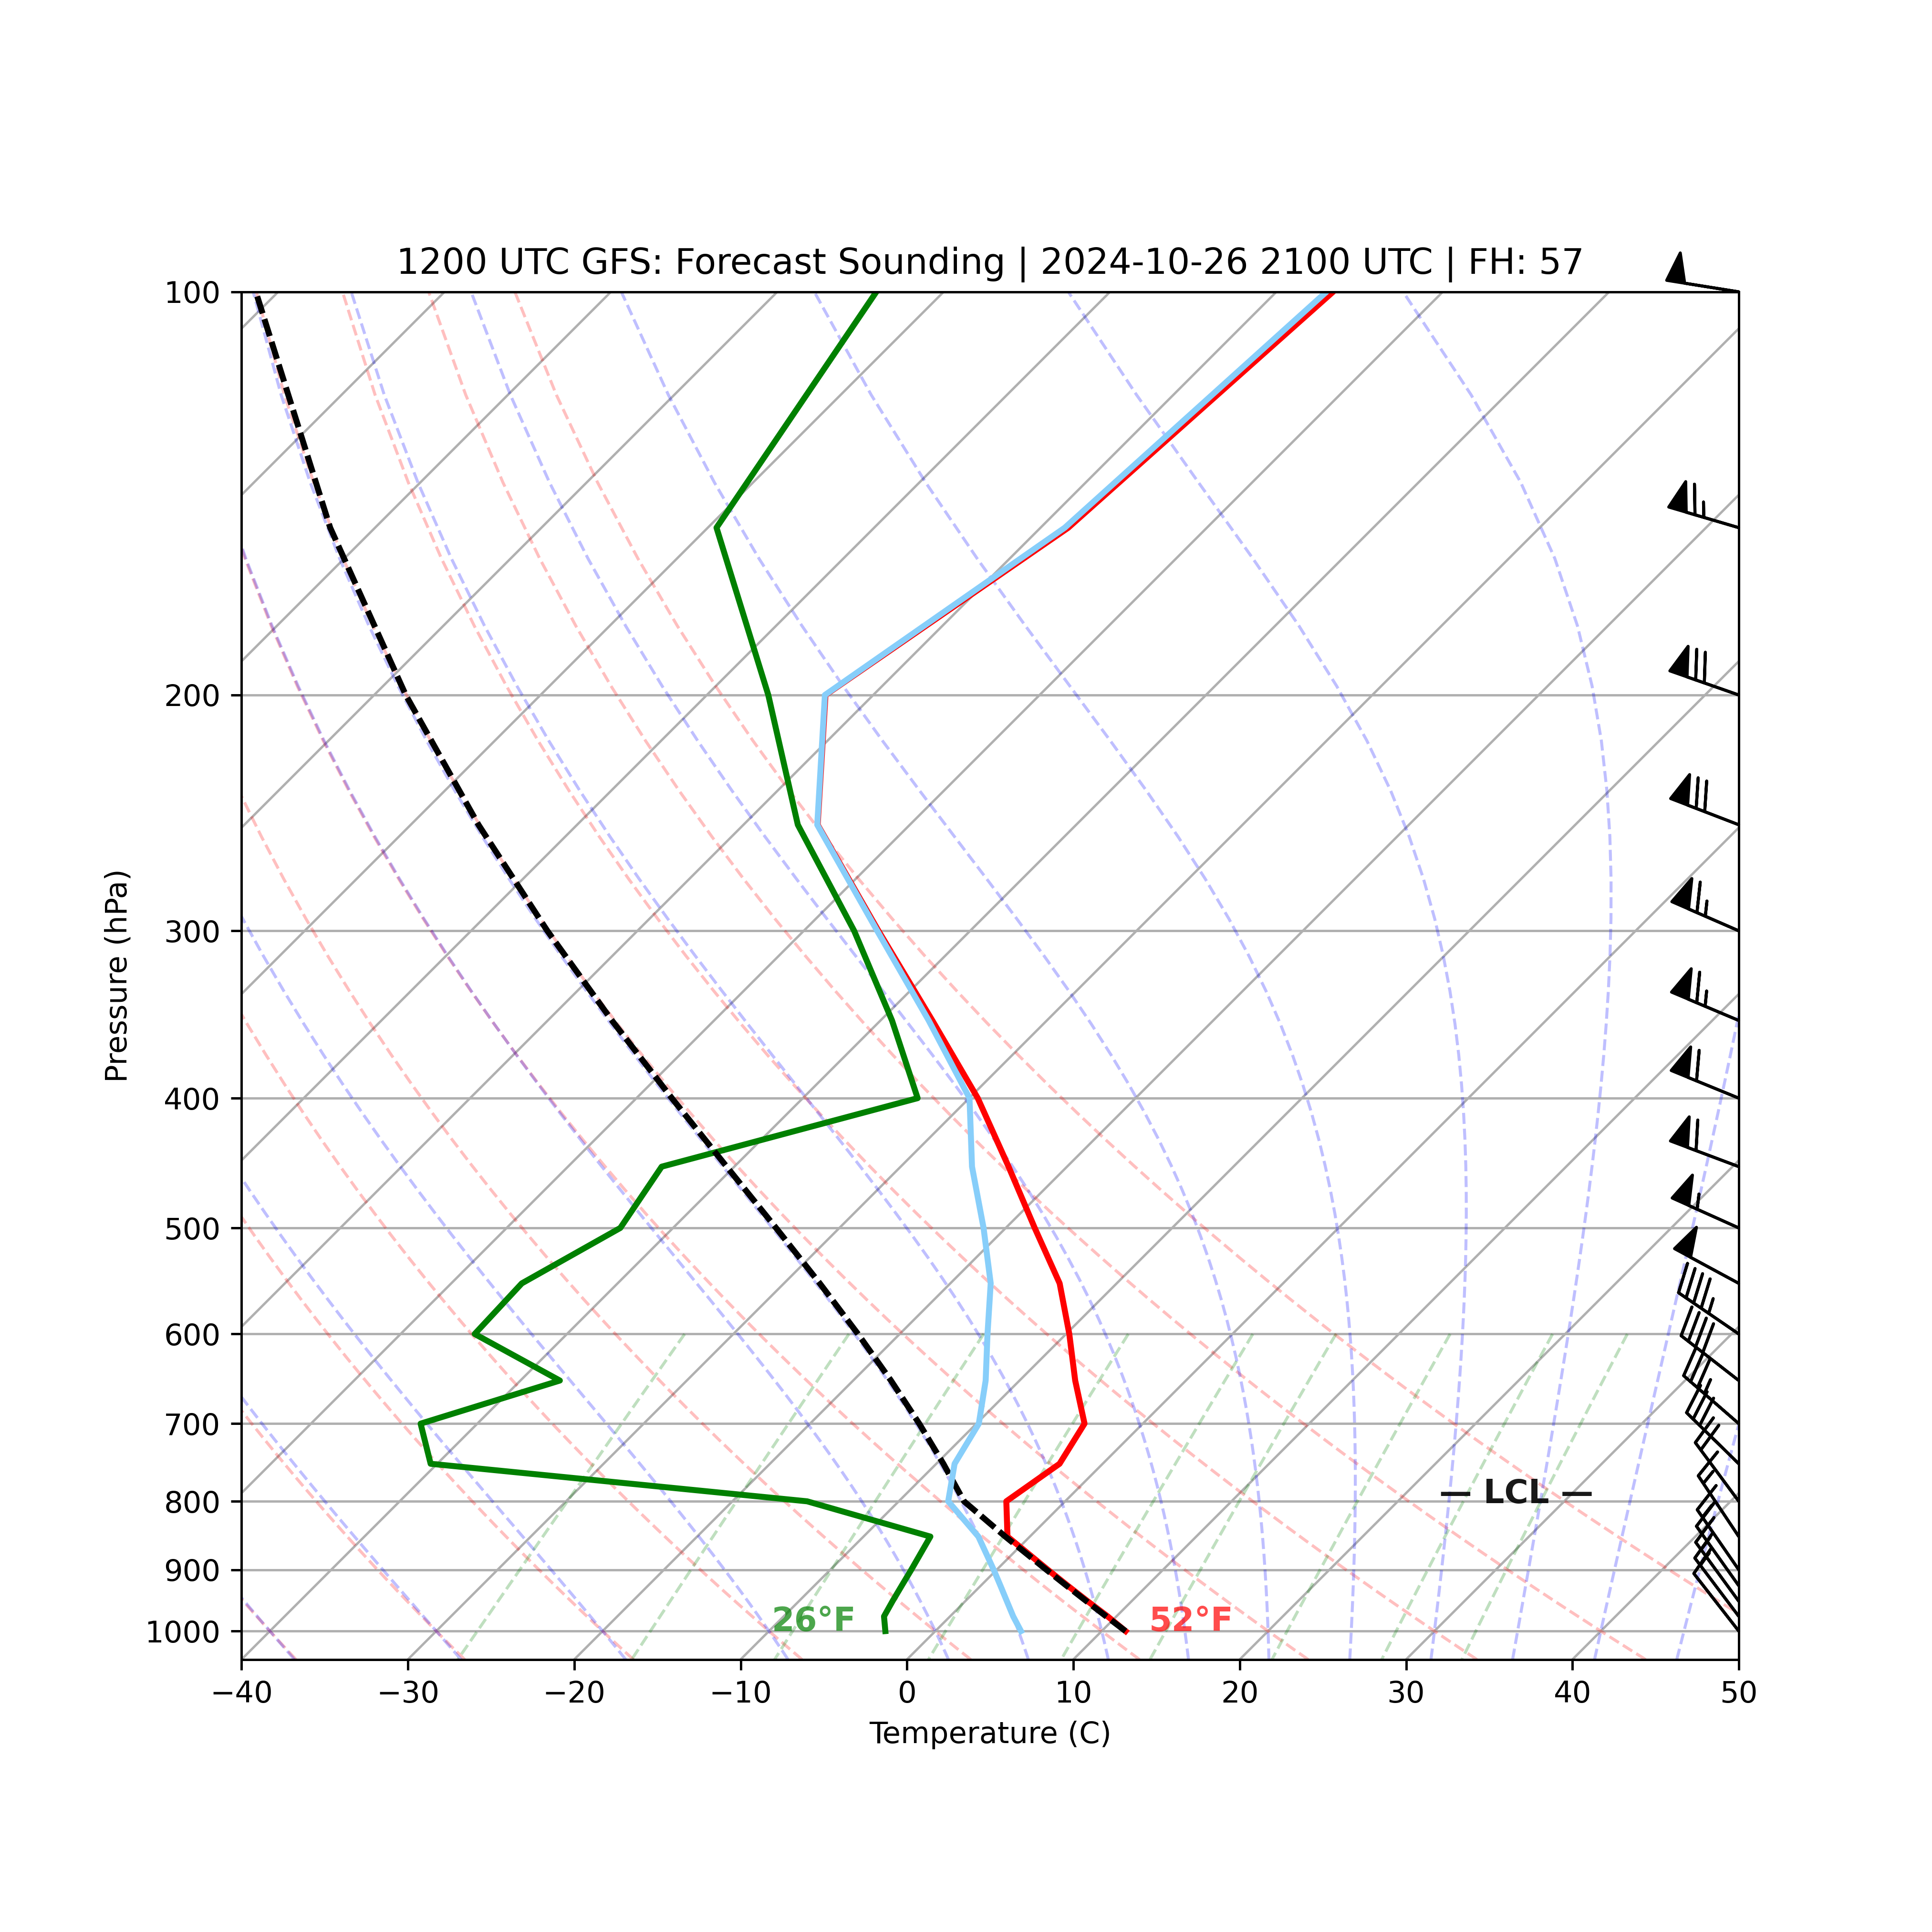 1200 UTC GFS: Forecast Sounding | 2024-10-26 2100 UTC | FH: 57
100
200
300
400
500
600
700
800
900
1000
Pressure (hPa)
— LCL —
26°F
52°F
−40 −30 −20 −10 0 10 20 30 40 50
Temperature (C)